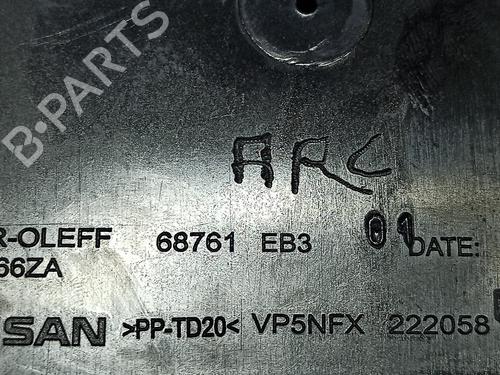 B-PARTS
ARC
R-OLEFF 68761 EB3 01 DATE:
66ZA
SAN >PP-TD20< VP5NFX 222058